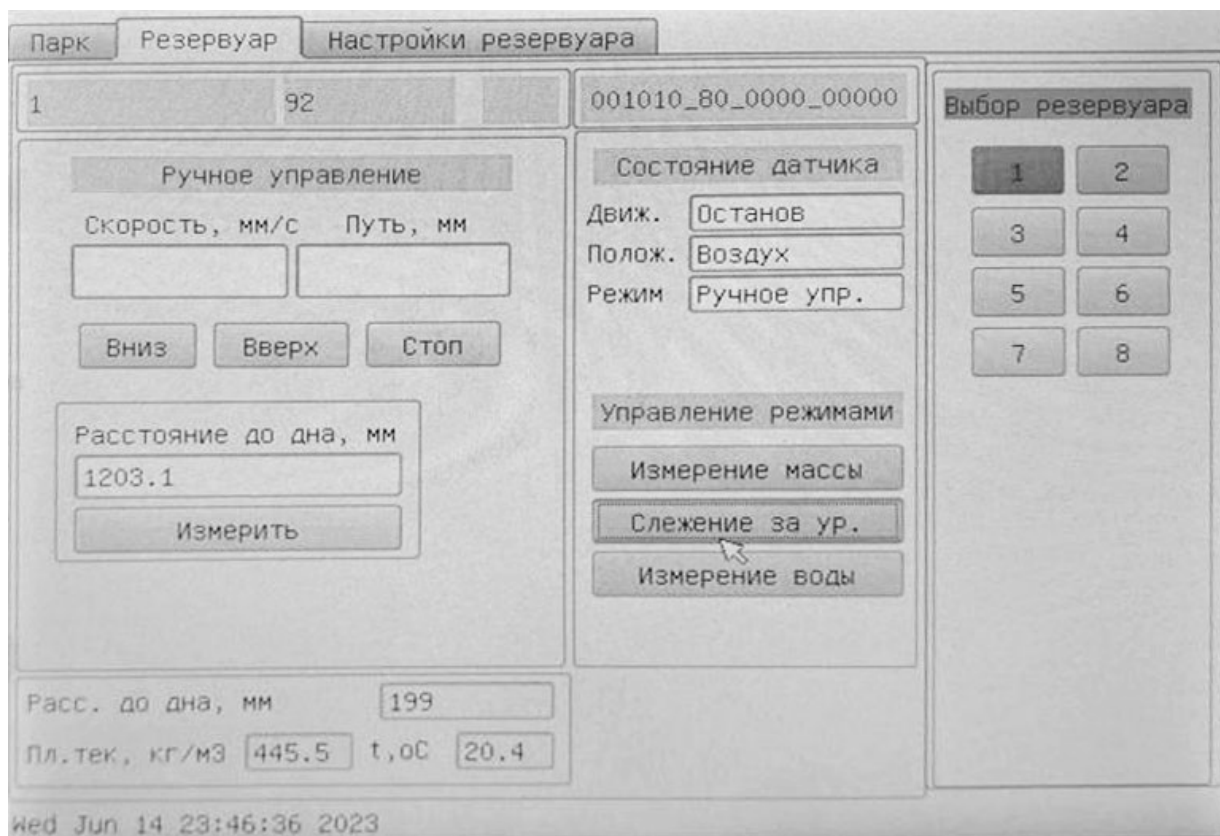 Парк Резервуар Настройки резервуара
1 92 001010_80_0000_00000
Выбор резервуара
Ручное управление
Скорость, мм/с Путь, мм
Вниз Вверх Стоп
Расстояние до дна, мм
1203.1
Измерить
Состояние датчика
Движ. Останов
Полож. Воздух
Режим Ручное упр.
Управление режимами
Измерение массы
Слежение за ур.
Измерение воды
1 2
3 4
5 6
7 8
Расс. до дна, мм 199
Пл.тек, кг/м3 445.5 t,oC 20.4
Wed Jun 14 23:46:36 2023